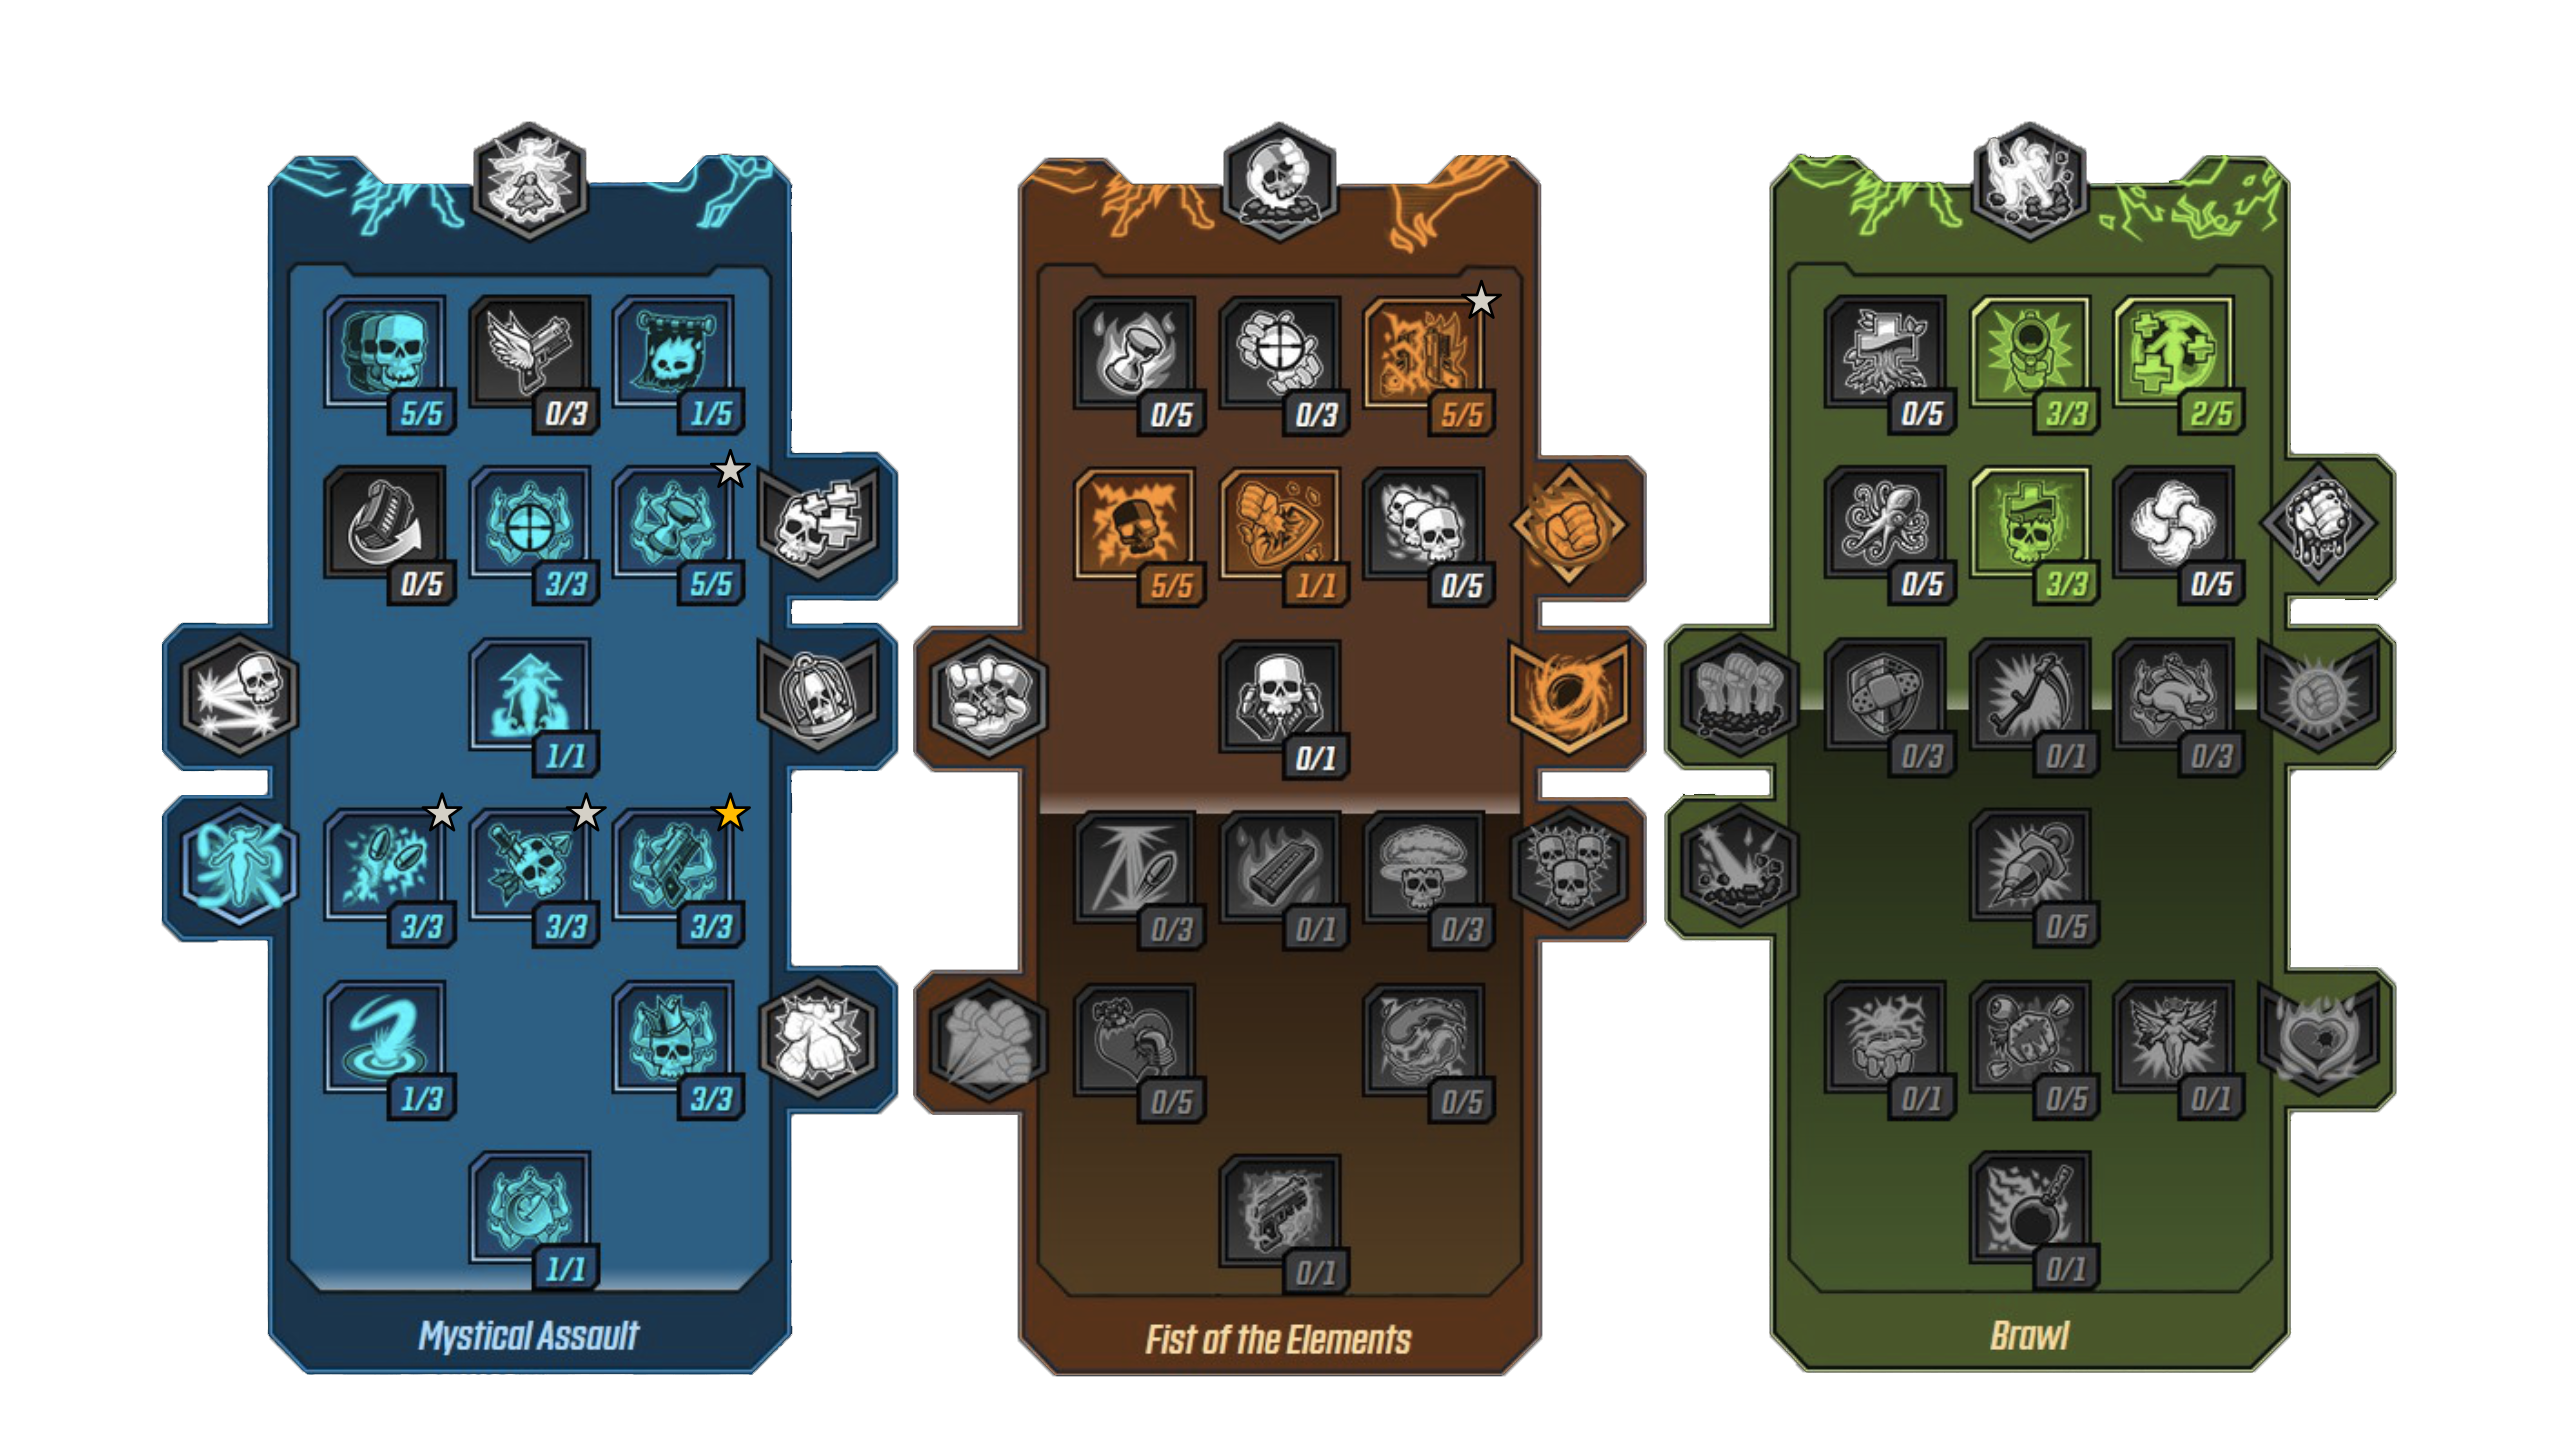 5/5 0/3 1/5
0/5 3/3 5/5
1/1
3/3 3/3 3/3
1/3 3/3
1/1
Mystical Assault
0/5 0/3 5/5
5/5 1/1 0/5
0/1
0/3 0/1 0/3
0/5 0/5
0/1
Fist of the Elements
0/5 3/3 2/5
0/5 3/3 0/5
0/3 0/1 0/3
0/5
0/1 0/5 0/1
0/1
Brawl